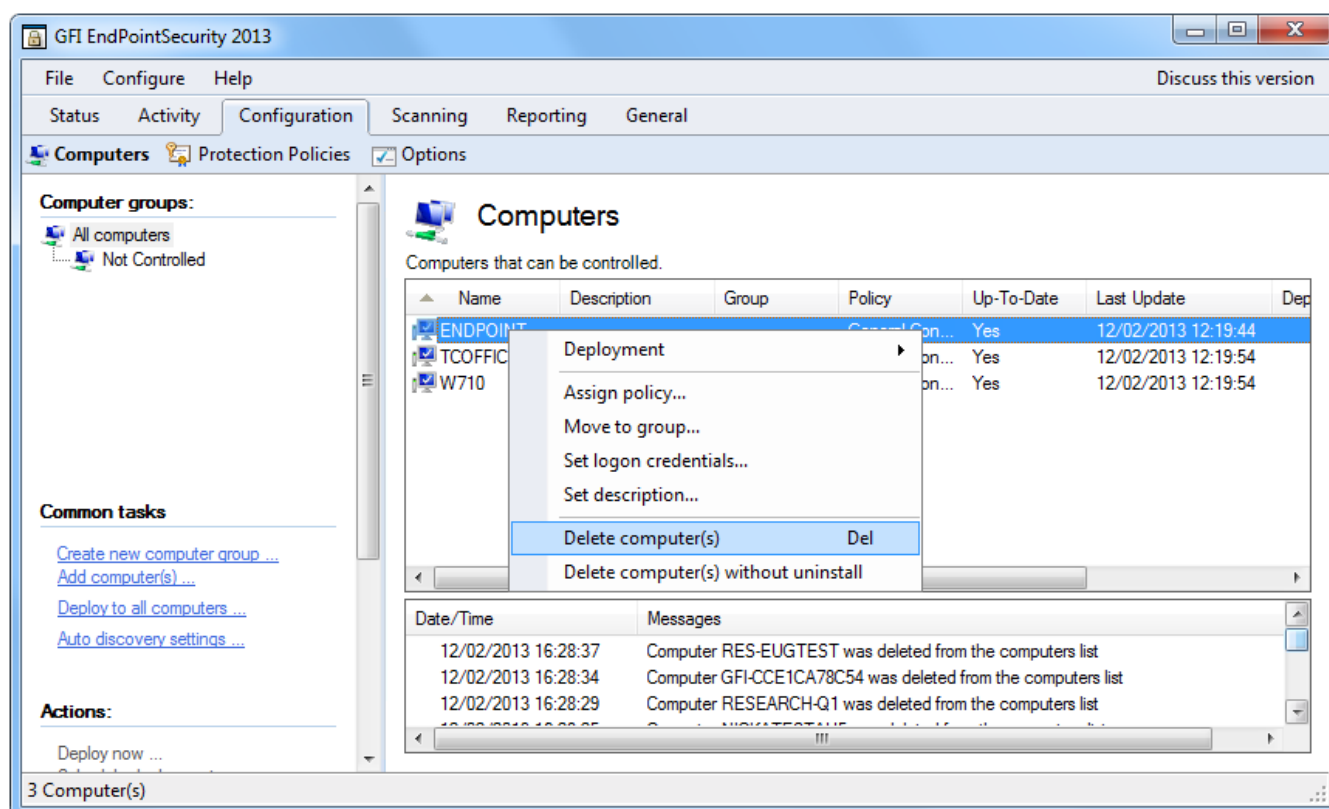 GFI EndPointSecurity 2013
File Configure Help Discuss this version
Status Activity Configuration Scanning Reporting General
Computers Protection Policies Options
Computer groups:
All computers
Not Controlled
Common tasks
Create new computer group ...
Add computer(s) ...
Deploy to all computers ...
Auto discovery settings ...
Actions:
Deploy now ...
Computers
Computers that can be controlled.
Name Description Group Policy Up-To-Date Last Update Dep
ENDPOINT General Con... Yes 12/02/2013 12:19:44
TCOFFIC on... Yes 12/02/2013 12:19:54
W710 on... Yes 12/02/2013 12:19:54
Deployment
Assign policy...
Move to group...
Set logon credentials...
Set description...
Delete computer(s) Del
Delete computer(s) without uninstall
Date/Time Messages
12/02/2013 16:28:37 Computer RES-EUGTEST was deleted from the computers list
12/02/2013 16:28:34 Computer GFI-CCE1CA78C54 was deleted from the computers list
12/02/2013 16:28:29 Computer RESEARCH-Q1 was deleted from the computers list
3 Computer(s)